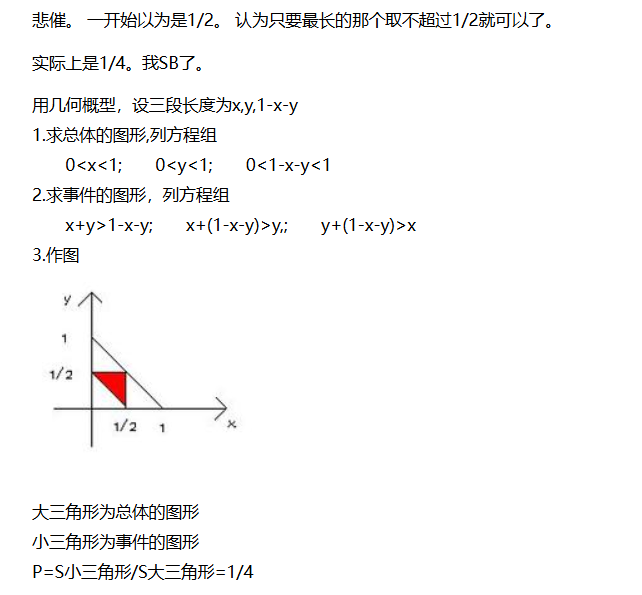 悲催。 一开始以为是1/2。 认为只要最长的那个取不超过1/2就可以了。
实际上是1/4。我SB了。
用几何概型，设三段长度为x,y,1-x-y
1.求总体的图形,列方程组
0<x<1; 0<y<1; 0<1-x-y<1
2.求事件的图形，列方程组
x+y>1-x-y; x+(1-x-y)>y,; y+(1-x-y)>x
3.作图
y
1
1/2
1/2 1 x
大三角形为总体的图形
小三角形为事件的图形
P=S小三角形/S大三角形=1/4